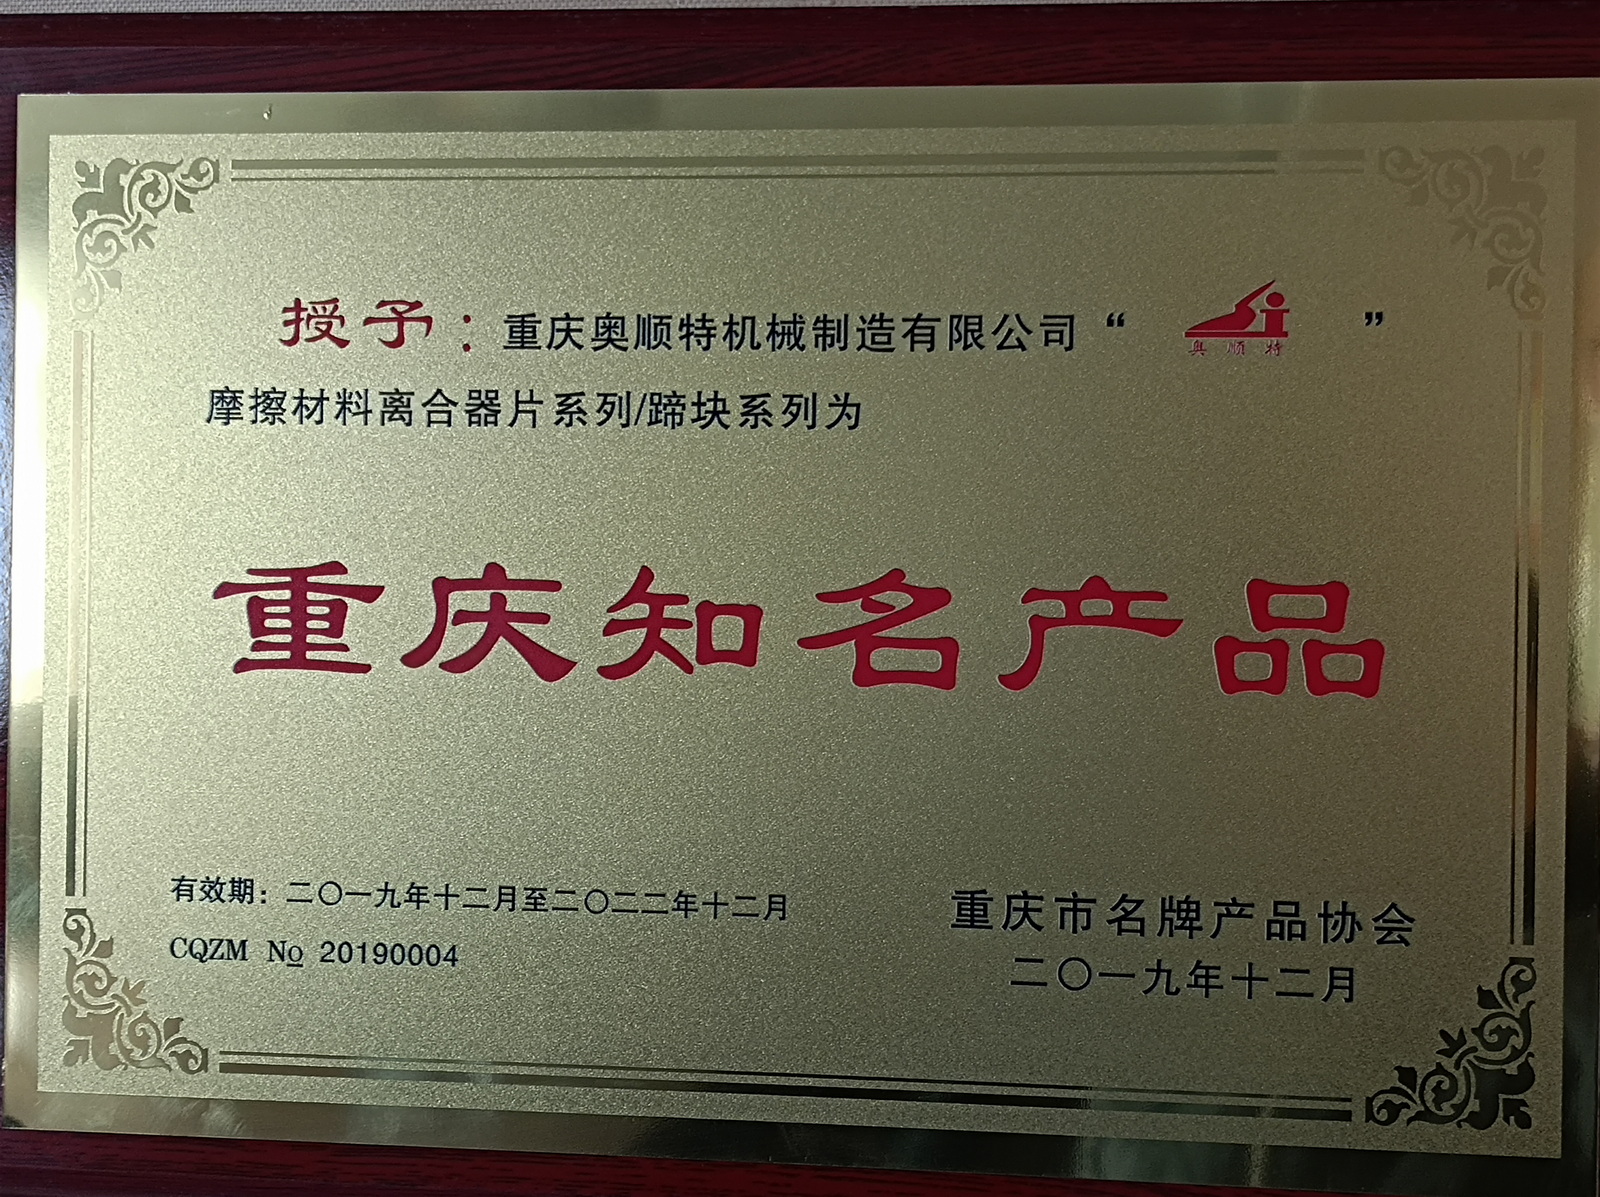 授予：重庆奥顺特机械制造有限公司“ 奥顺特 ”
摩擦材料离合器片系列/蹄块系列为
重庆知名产品
有效期：二〇一九年十二月至二〇二二年十二月
CQZM No 20190004
重庆市名牌产品协会
二〇一九年十二月